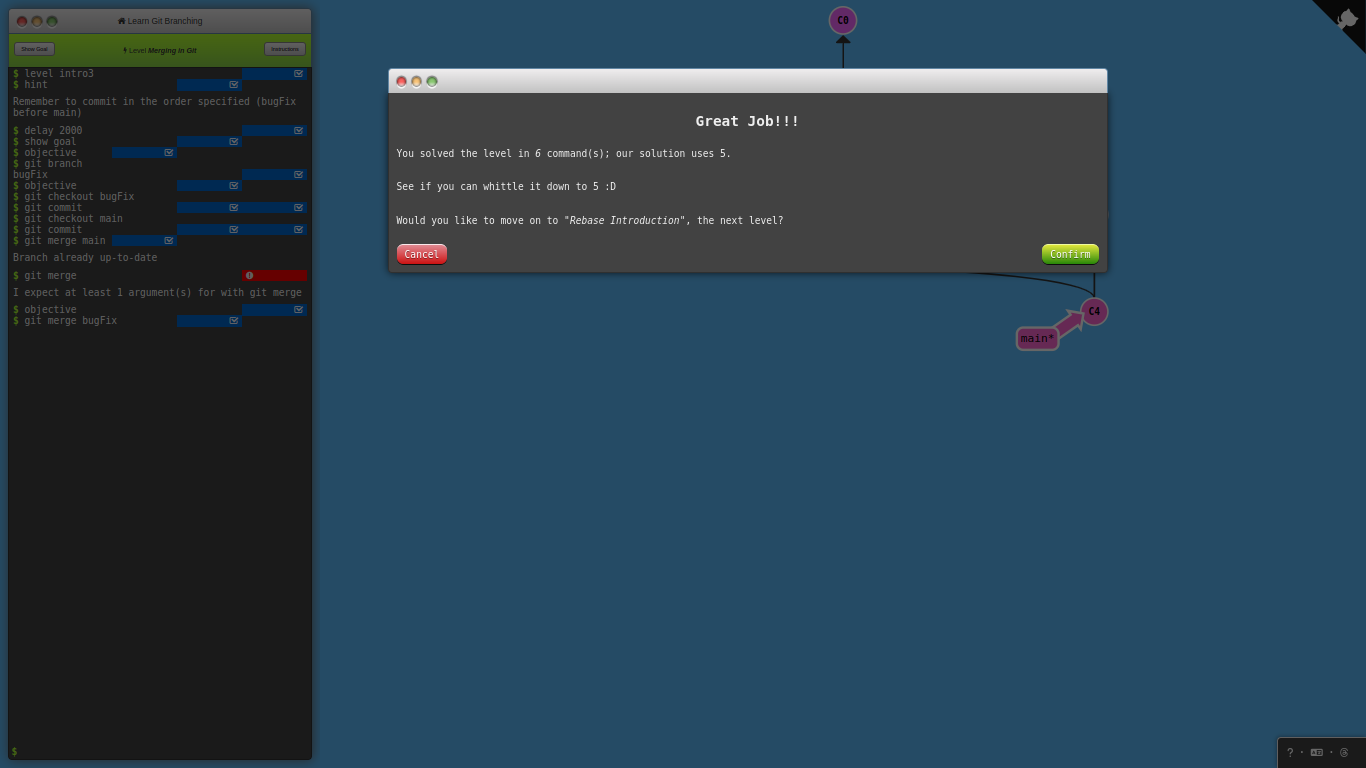 Learn Git Branching
Show Goal
Level Merging in Git
Instructions
$ level intro3
$ hint
Remember to commit in the order specified (bugFix
before main)
$ delay 2000
$ show goal
$ objective
$ git branch
bugFix
$ objective
$ git checkout bugFix
$ git commit
$ git checkout main
$ git commit
$ git merge main
Branch already up-to-date
$ git merge
I expect at least 1 argument(s) for with git merge
$ objective
$ git merge bugFix
$
C0
Great Job!!!
You solved the level in 6 command(s); our solution uses 5.
See if you can whittle it down to 5 :D
Would you like to move on to "Rebase Introduction", the next level?
Cancel
Confirm
C4
main*
? · · @